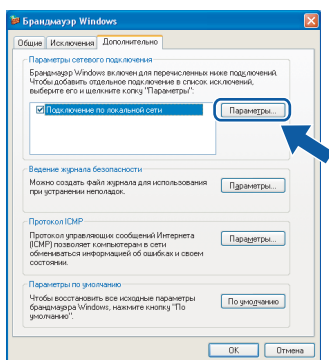 Брандмауэр Windows
Общие Исключения Дополнительно
Параметры сетевого подключения
Брандмауэр Windows включен для перечисленных ниже подключений.
Чтобы добавить отдельное подключение в список исключений,
выберите его и щелкните копку "Параметры":
Подключение по локальной сети
Параметры...
Ведение журнала безопасности
Можно создать файл журнала для использования
при устранении неполадок.
Параметры...
Протокол ICMP
Протокол управляющих сообщений Интернета
(ICMP) позволяет компьютерам в сети
обмениваться информацией об ошибках и своем
состоянии.
Параметры...
Параметры по умолчанию
Чтобы восстановить все исходные параметры
брандмауэра Windows, нажмите кнопку "По
умолчанию".
По умолчанию
OK Отмена